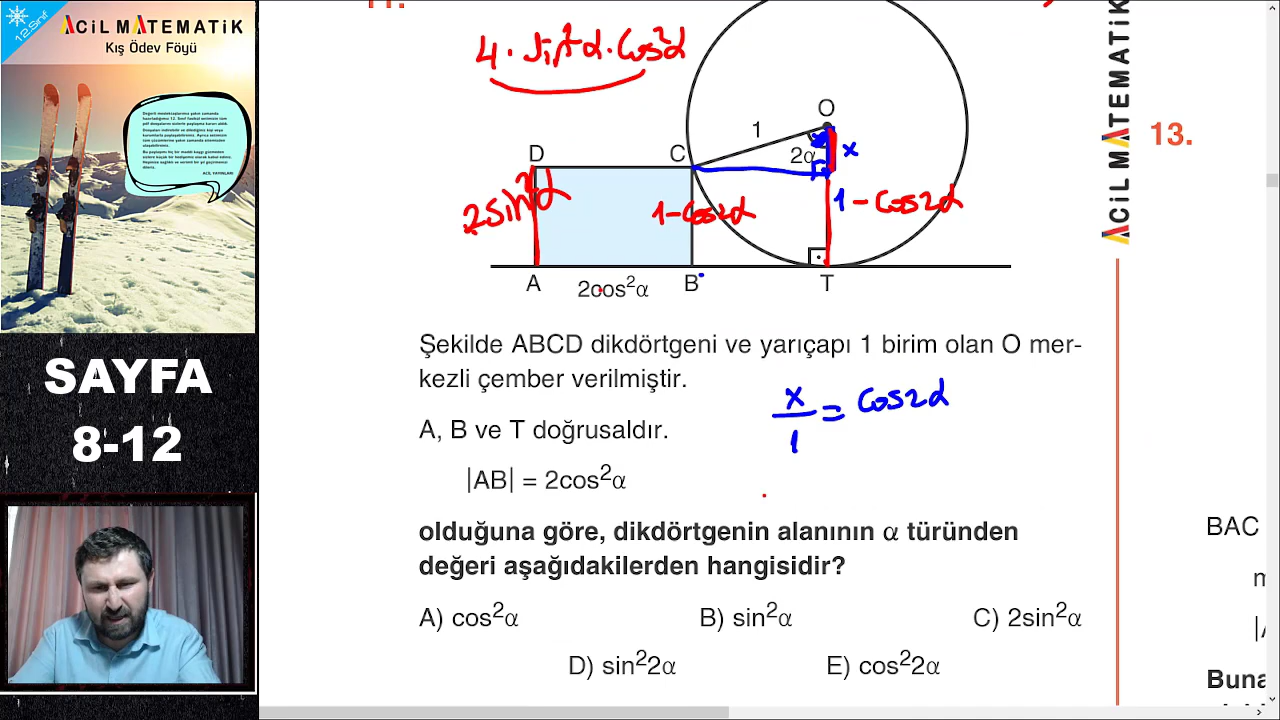 12.Sınıf
ACİL MATEMATİK
Kış Ödev Föyü
ACİL YAYINLARI
SAYFA
8-12
11.
4 · sin²α · cos²α
O
1
2α
x
D
C
2sin²α
1-cos2α
1-cos2α
A
2cos²α
B
T
Şekilde ABCD dikdörtgeni ve yarıçapı 1 birim olan O mer-
kezli çember verilmiştir.
A, B ve T doğrusaldır.
x/1 = cos2α
|AB| = 2cos²α
olduğuna göre, dikdörtgenin alanının α türünden
değeri aşağıdakilerden hangisidir?
A) cos²α
B) sin²α
C) 2sin²α
D) sin²2α
E) cos²2α
ACİL MATEMATİK
13.
BAC
m
|A
Buna